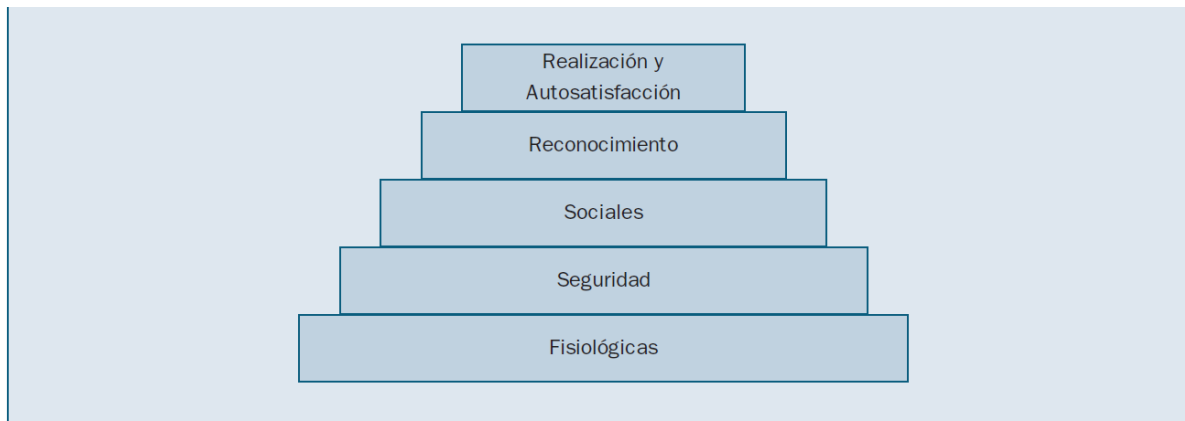 Realización y
Autosatisfacción
Reconocimiento
Sociales
Seguridad
Fisiológicas